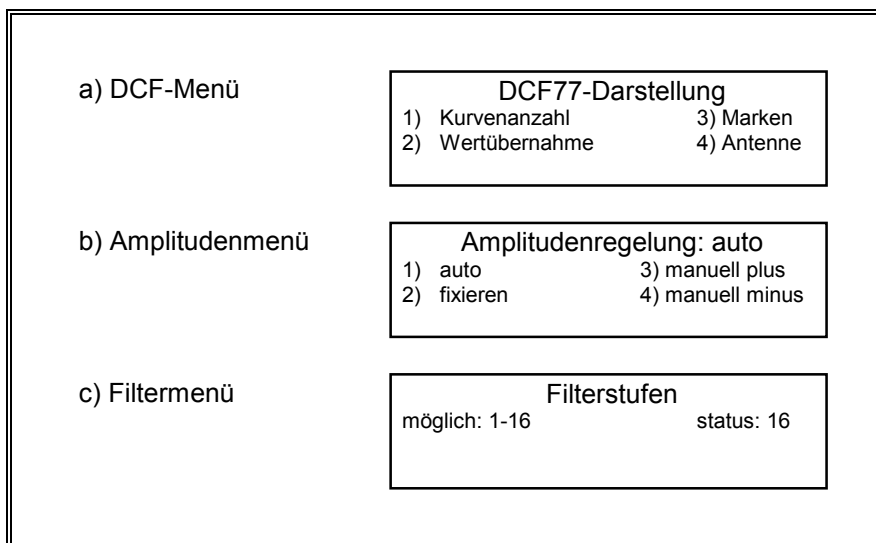 a) DCF-Menü
DCF77-Darstellung
1) Kurvenanzahl 3) Marken
2) Wertübernahme 4) Antenne
b) Amplitudenmenü
Amplitudenregelung: auto
1) auto 3) manuell plus
2) fixieren 4) manuell minus
c) Filtermenü
Filterstufen
möglich: 1-16 status: 16